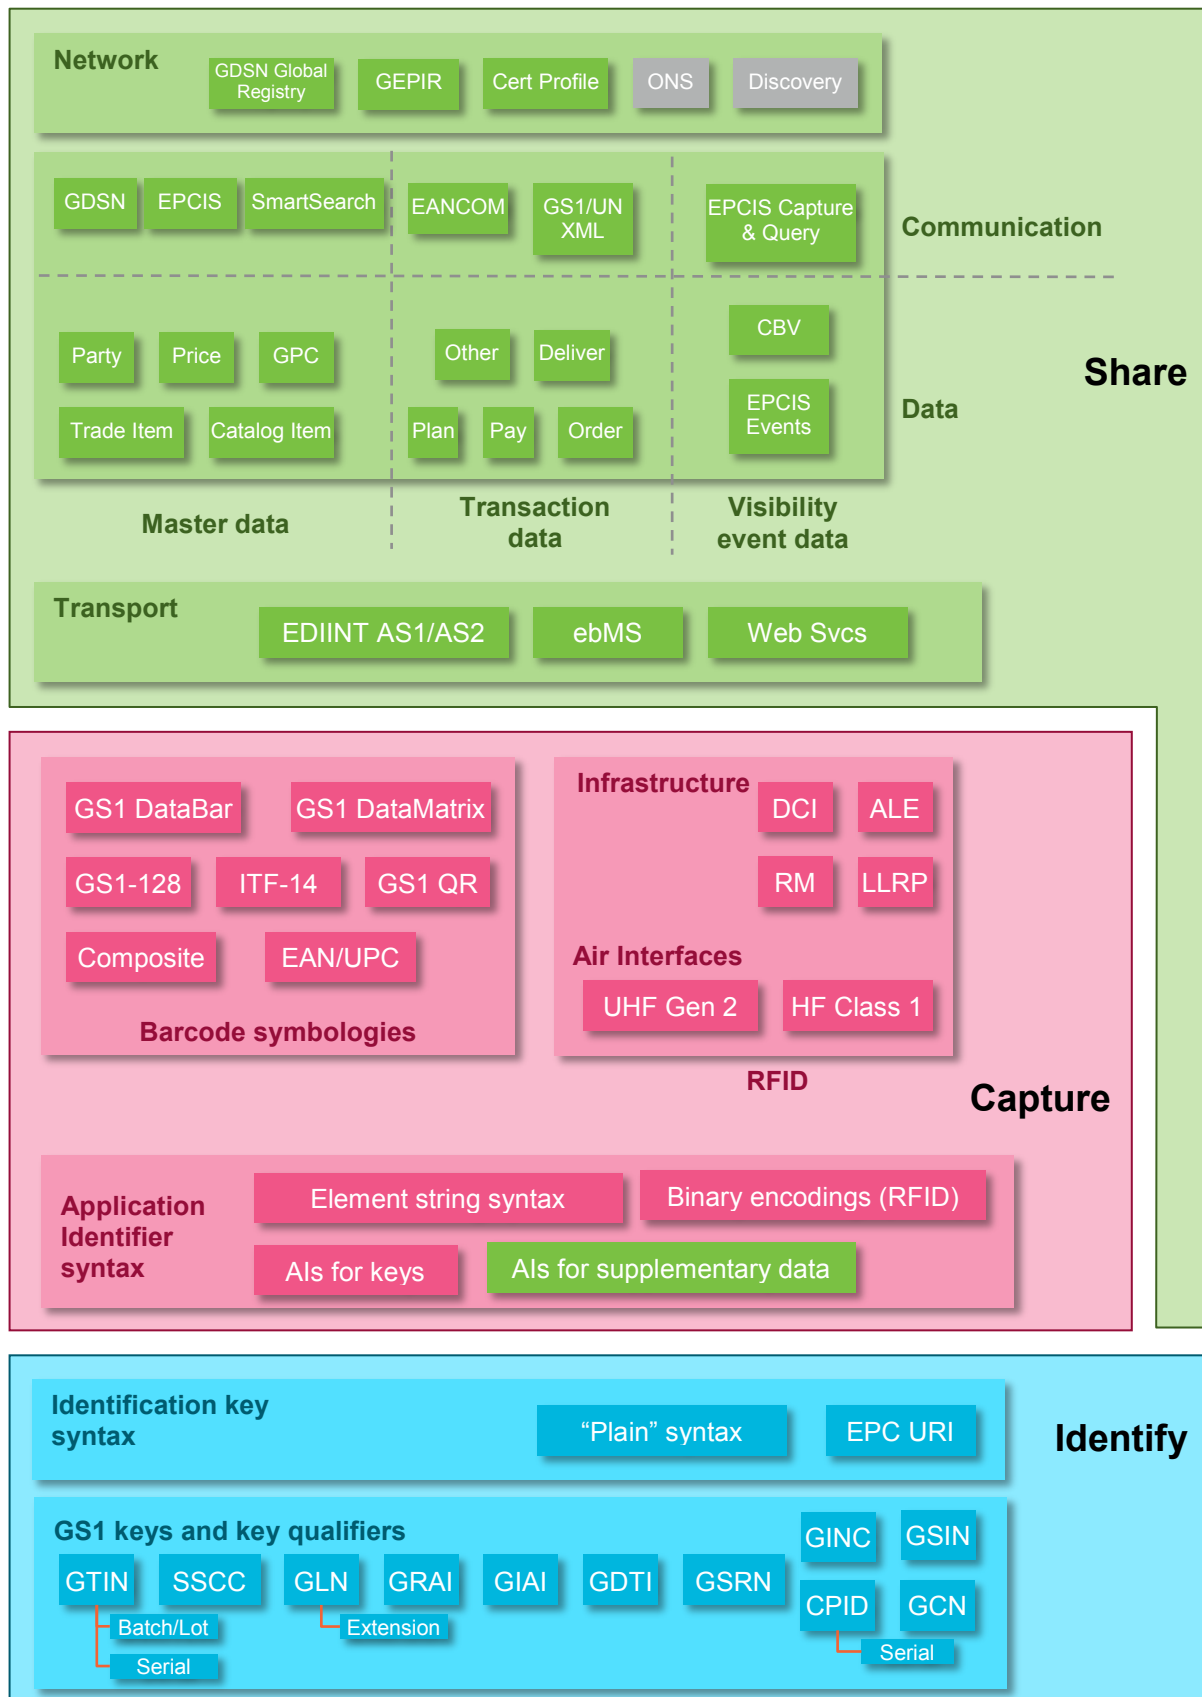 Network
GDSN Global
Registry
GEPIR
Cert Profile
ONS
Discovery
GDSN
EPCIS
SmartSearch
EANCOM
GS1/UN
XML
EPCIS Capture
& Query
Communication
Party
Price
GPC
Trade Item
Catalog Item
Other
Deliver
Plan
Pay
Order
CBV
EPCIS
Events
Data
Share
Master data
Transaction
data
Visibility
event data
Transport
EDIINT AS1/AS2
ebMS
Web Svcs
GS1 DataBar
GS1 DataMatrix
GS1-128
ITF-14
GS1 QR
Composite
EAN/UPC
Barcode symbologies
Infrastructure
DCI
ALE
RM
LLRP
Air Interfaces
UHF Gen 2
HF Class 1
RFID
Capture
Application
Identifier
syntax
Element string syntax
Binary encodings (RFID)
AIs for keys
AIs for supplementary data
Identification key
syntax
“Plain” syntax
EPC URI
Identify
GS1 keys and key qualifiers
GTIN
SSCC
GLN
GRAI
GIAI
GDTI
GSRN
GINC
GSIN
CPID
GCN
Batch/Lot
Serial
Extension
Serial